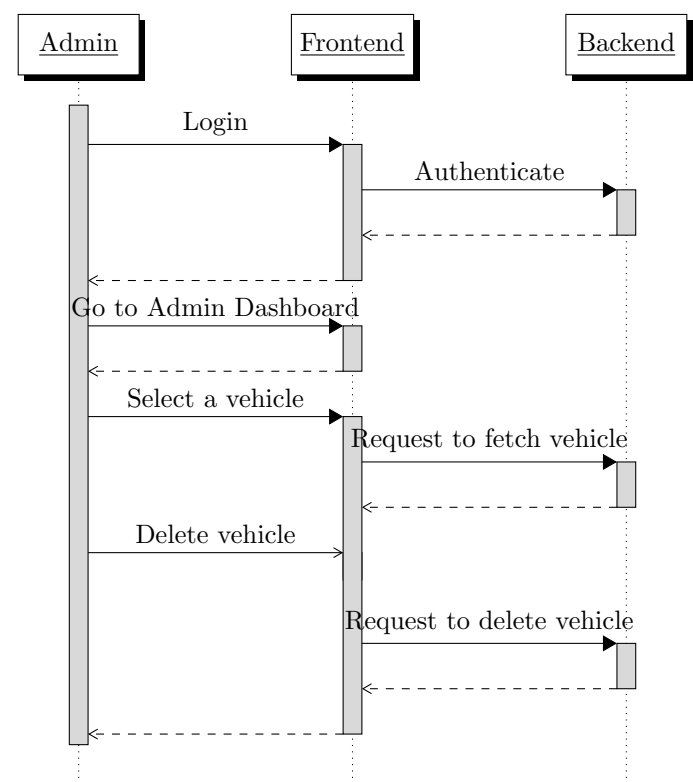 Admin
Frontend
Backend
Login
Authenticate
Go to Admin Dashboard
Select a vehicle
Request to fetch vehicle
Delete vehicle
Request to delete vehicle